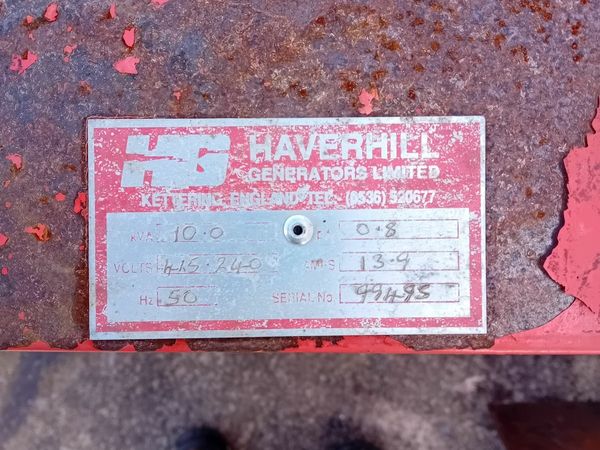 HG HAVERHILL
GENERATORS LIMITED
KETTERING, ENGLAND. TEL. (0536) 520677
KVA 10.0 0.8
VOLTS 415.240 AMPS 13.9
Hz 50 SERIAL No. 99495